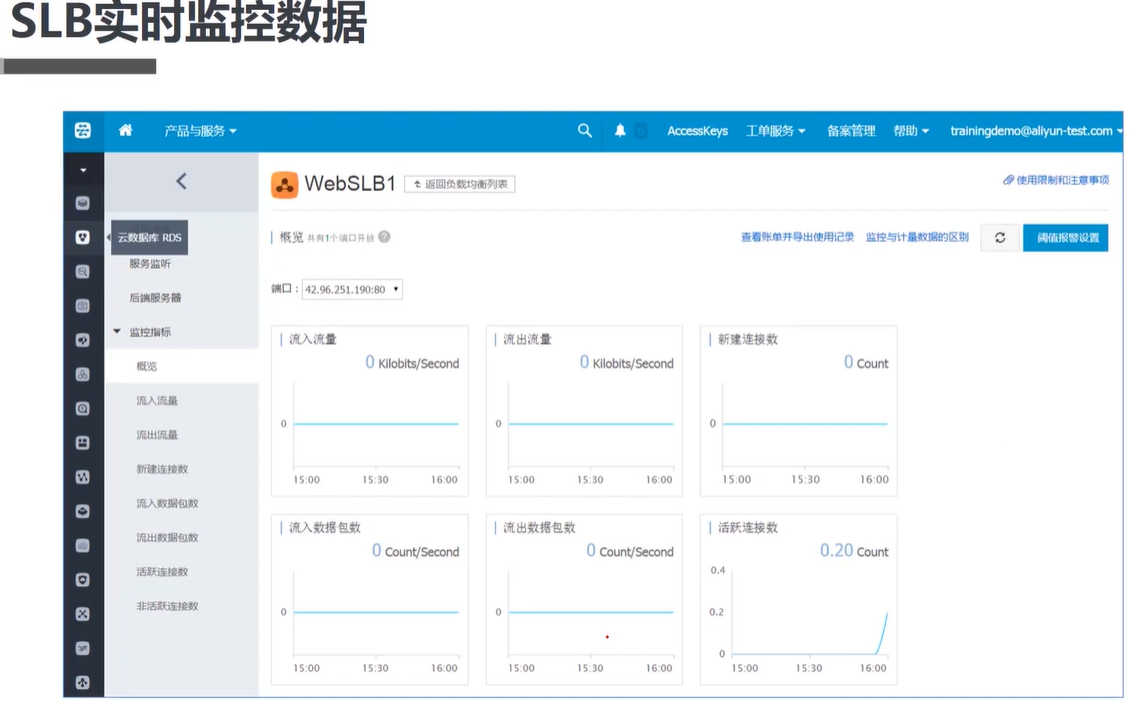 SLB实时监控数据
产品与服务
AccessKeys 工单服务 备案管理 帮助 trainingdemo@aliyun-test.com
WebSLB1 返回负载均衡列表 使用限制和注意事项
云数据库 RDS
服务监听
后端服务器
监控指标
概览
流入流量
流出流量
新建连接数
流入数据包数
流出数据包数
活跃连接数
非活跃连接数
概览 共有1个端口开放 ?
查看账单并导出使用记录 监控与计量数据的区别 阈值报警设置
端口： 42.96.251.190:80
流入流量
0 Kilobits/Second
0
15:00 15:30 16:00
流出流量
0 Kilobits/Second
0
15:00 15:30 16:00
新建连接数
0 Count
0
15:00 15:30 16:00
流入数据包数
0 Count/Second
0
15:00 15:30 16:00
流出数据包数
0 Count/Second
0
15:00 15:30 16:00
活跃连接数
0.20 Count
0.4
0.2
0
15:00 15:30 16:00